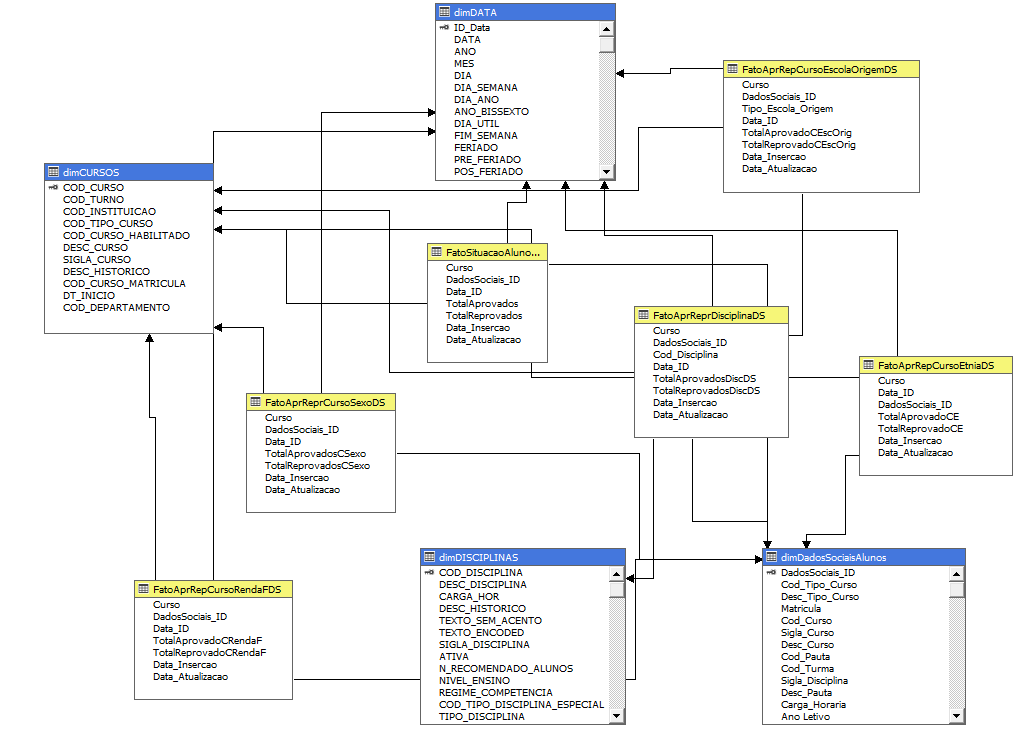 dimDATA
ID_Data
DATA
ANO
MES
DIA
DIA_SEMANA
DIA_ANO
ANO_BISSEXTO
DIA_UTIL
FIM_SEMANA
FERIADO
PRE_FERIADO
POS_FERIADO
FatoAprRepCursoEscolaOrigemDS
Curso
DadosSociais_ID
Tipo_Escola_Origem
Data_ID
TotalAprovadoCEscOrig
TotalReprovadoCEscOrig
Data_Insercao
Data_Atualizacao
dimCURSOS
COD_CURSO
COD_TURNO
COD_INSTITUICAO
COD_TIPO_CURSO
COD_CURSO_HABILITADO
DESC_CURSO
SIGLA_CURSO
DESC_HISTORICO
COD_CURSO_MATRICULA
DT_INICIO
COD_DEPARTAMENTO
FatoSituacaoAluno...
Curso
DadosSociais_ID
Data_ID
TotalAprovados
TotalReprovados
Data_Insercao
Data_Atualizacao
FatoAprReprDisciplinaDS
Curso
DadosSociais_ID
Cod_Disciplina
Data_ID
TotalAprovadosDiscDS
TotalReprovadosDiscDS
Data_Insercao
Data_Atualizacao
FatoAprRepCursoEtniaDS
Curso
Data_ID
DadosSociais_ID
TotalAprovadoCE
TotalReprovadoCE
Data_Insercao
Data_Atualizacao
FatoAprReprCursoSexoDS
Curso
DadosSociais_ID
Data_ID
TotalAprovadosCSexo
TotalReprovadosCSexo
Data_Insercao
Data_Atualizacao
FatoAprRepCursoRendaFDS
Curso
DadosSociais_ID
Data_ID
TotalAprovadoCRendaF
TotalReprovadoCRendaF
Data_Insercao
Data_Atualizacao
dimDISCIPLINAS
COD_DISCIPLINA
DESC_DISCIPLINA
CARGA_HOR
DESC_HISTORICO
TEXTO_SEM_ACENTO
TEXTO_ENCODED
SIGLA_DISCIPLINA
ATIVA
N_RECOMENDADO_ALUNOS
NIVEL_ENSINO
REGIME_COMPETENCIA
COD_TIPO_DISCIPLINA_ESPECIAL
TIPO_DISCIPLINA
dimDadosSociaisAlunos
DadosSociais_ID
Cod_Tipo_Curso
Desc_Tipo_Curso
Matricula
Cod_Curso
Sigla_Curso
Desc_Curso
Cod_Pauta
Cod_Turma
Sigla_Disciplina
Desc_Pauta
Carga_Horaria
Ano Letivo